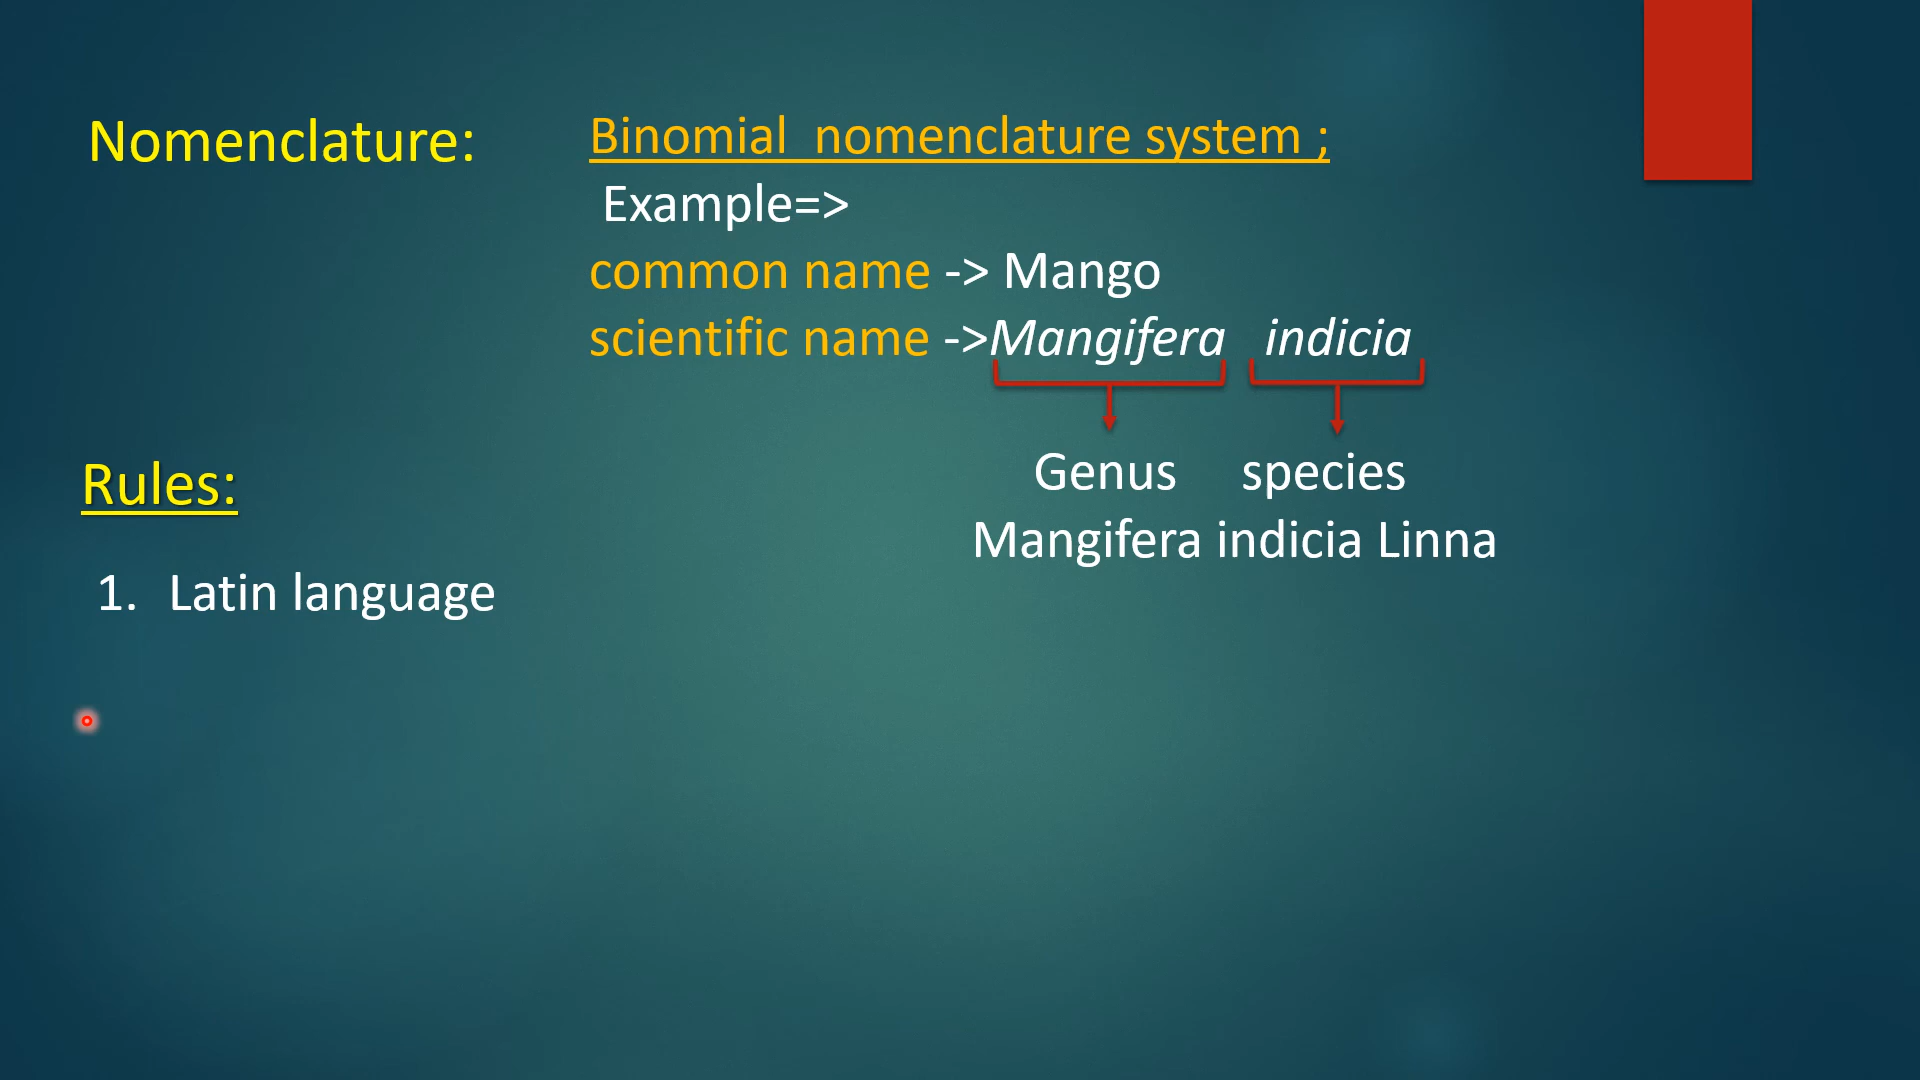 Nomenclature:
Binomial  nomenclature system ;
Example=>
common name -> Mango
scientific name ->Mangifera   indicia
Genus     species
Mangifera indicia Linna
Rules:
1.  Latin language